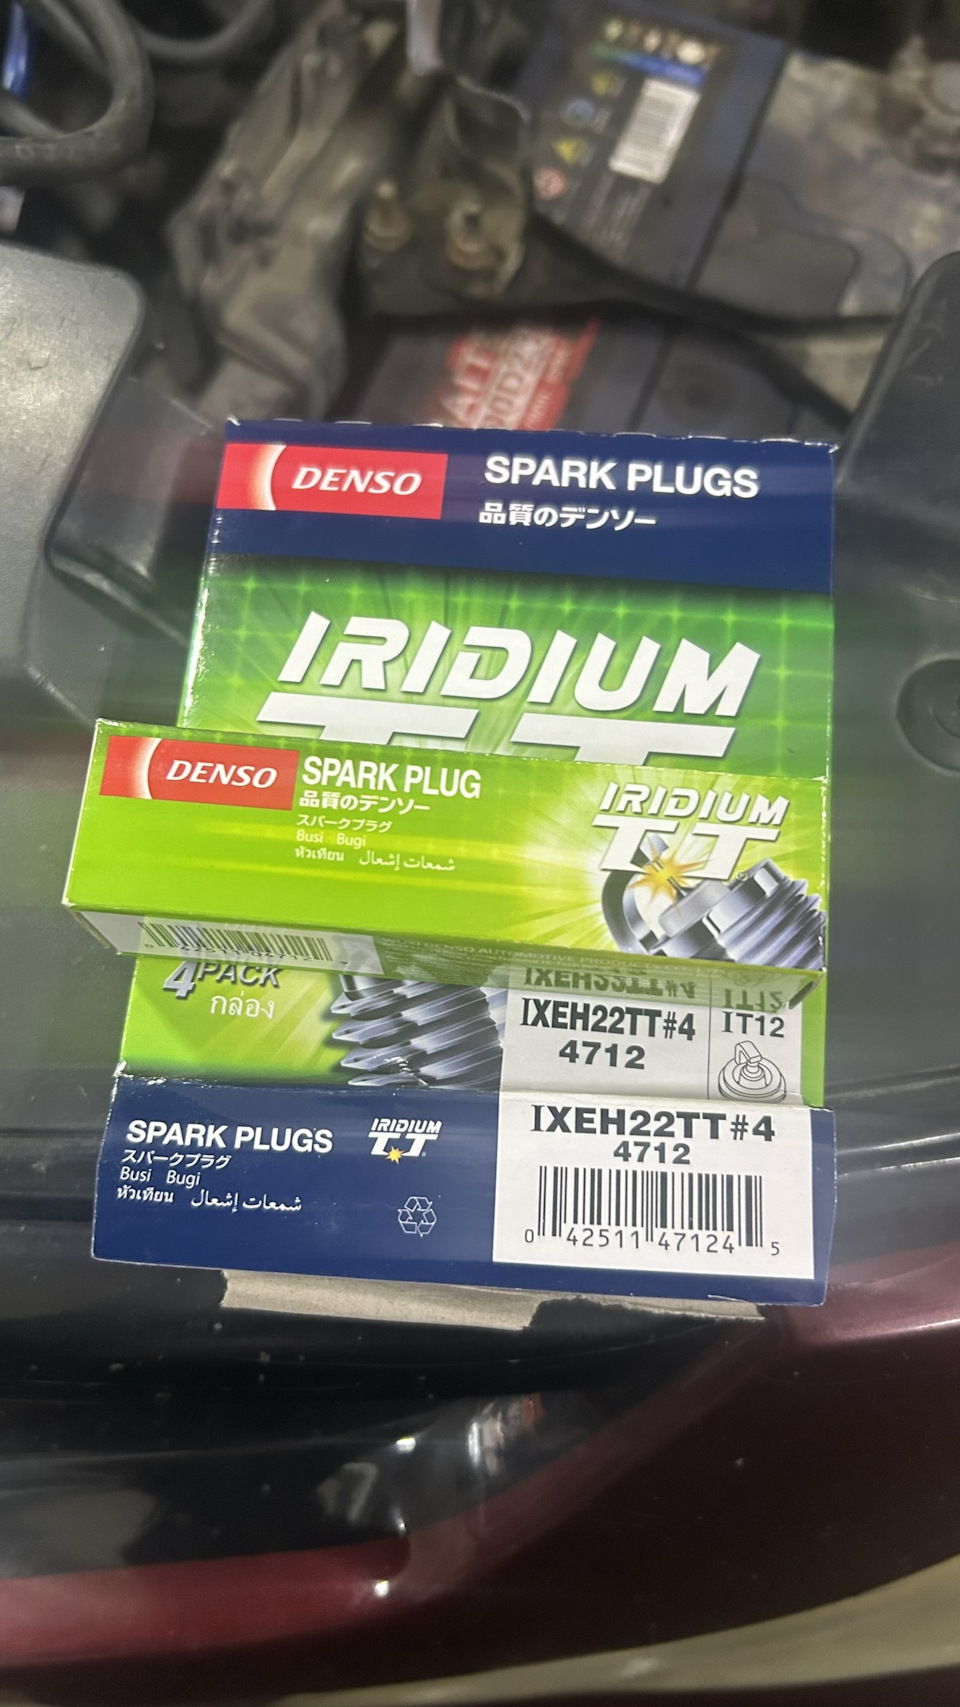 DENSO
SPARK PLUGS
品質のデンソー
IRIDIUM
TT
DENSO
SPARK PLUG
品質のデンソー
スパークプラグ
Busi Bugi
หัวเทียน شمعات إشعال
IRIDIUM
TT
4PACK
กล่อง
IXEH22TT#4
4712
IT12
SPARK PLUGS
スパークプラグ
Busi Bugi
หัวเทียน شمعات إشعال
IRIDIUM
TT
IXEH22TT#4
4712
0 42511 47124 5